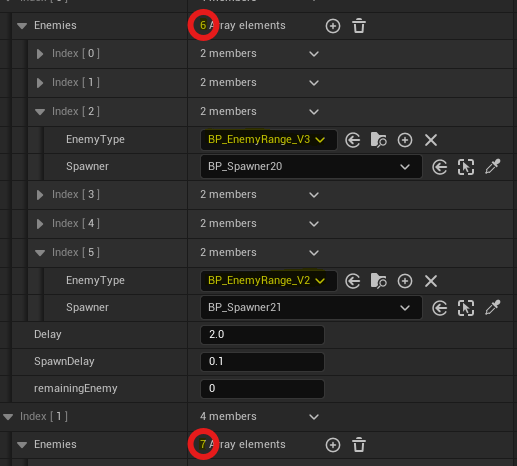 Enemies 6 Array elements
Index [ 0 ] 2 members
Index [ 1 ] 2 members
Index [ 2 ] 2 members
EnemyType BP_EnemyRange_V3
Spawner BP_Spawner20
Index [ 3 ] 2 members
Index [ 4 ] 2 members
Index [ 5 ] 2 members
EnemyType BP_EnemyRange_V2
Spawner BP_Spawner21
Delay 2.0
SpawnDelay 0.1
remainingEnemy 0
Index [ 1 ] 4 members
Enemies 7 Array elements